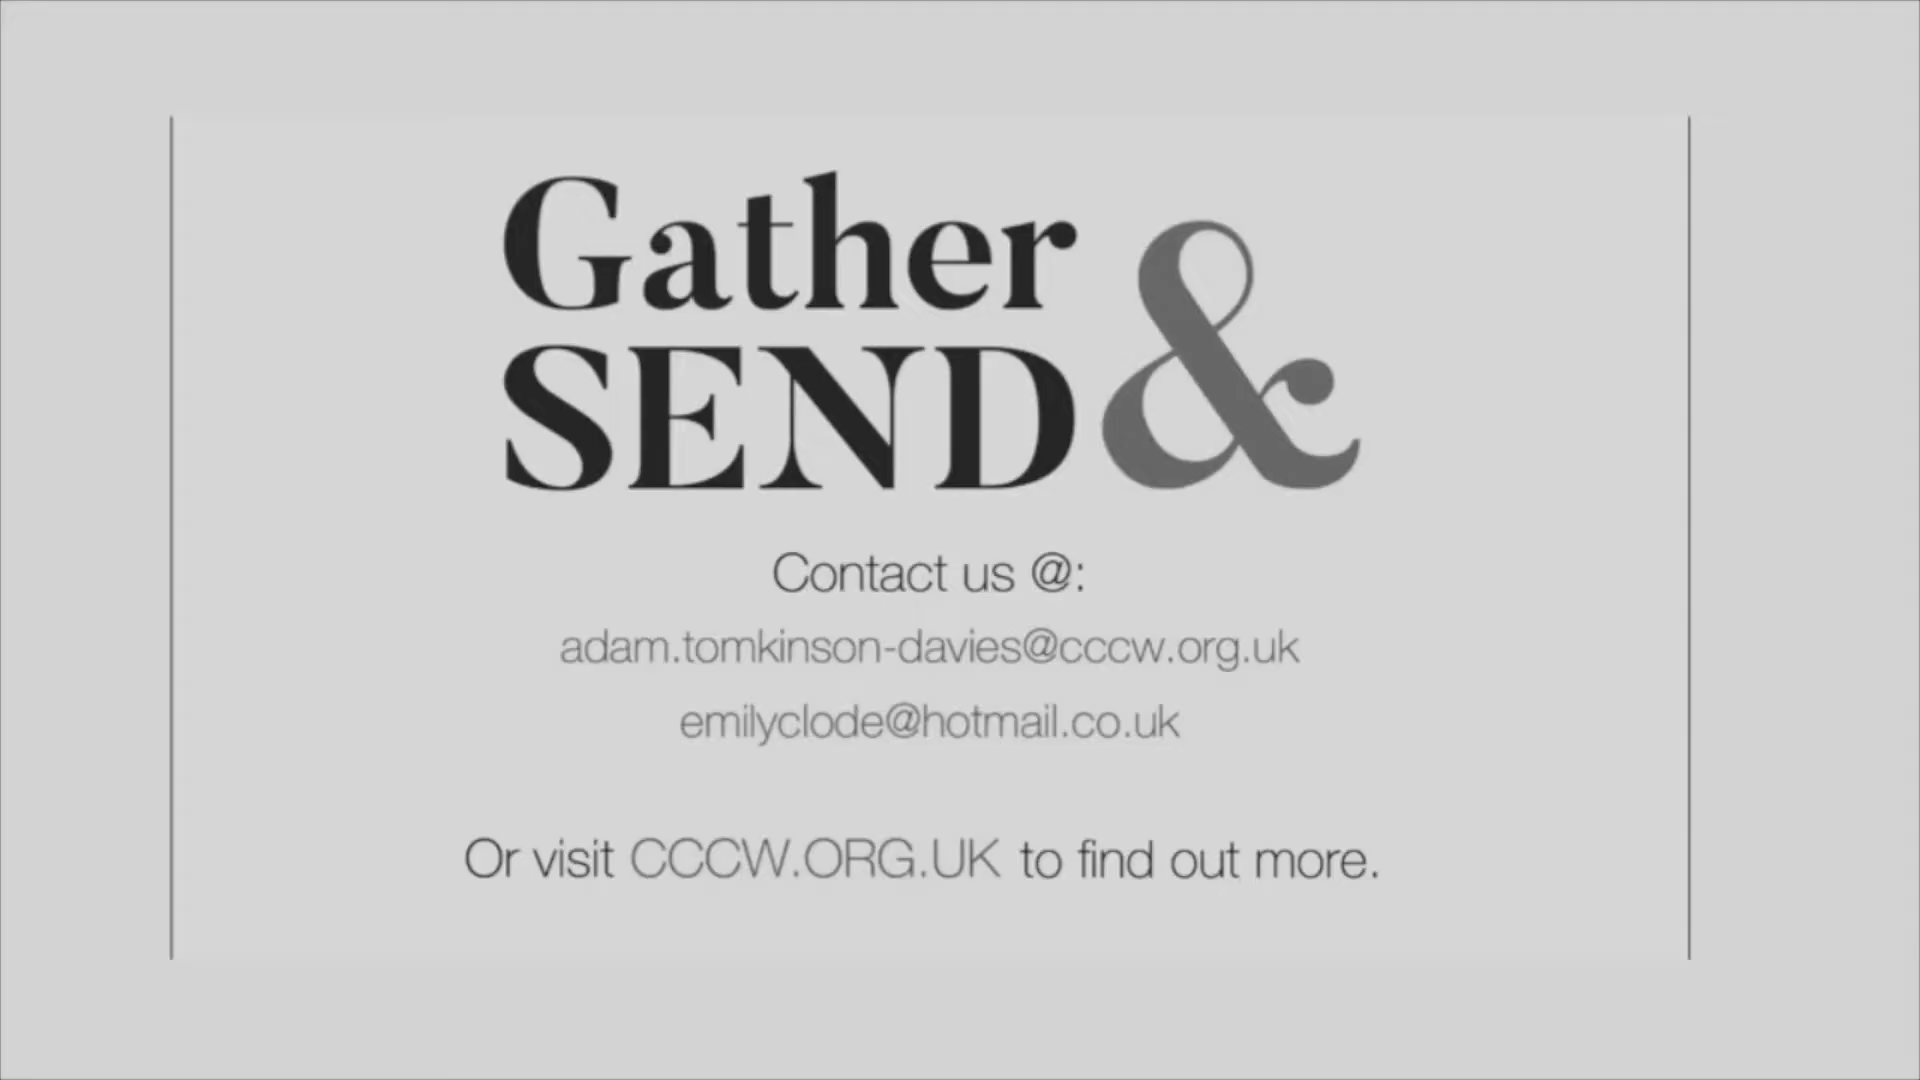 Gather &
SEND
Contact us @:
adam.tomkinson-davies@cccw.org.uk
emilyclode@hotmail.co.uk
Or visit CCCW.ORG.UK to find out more.